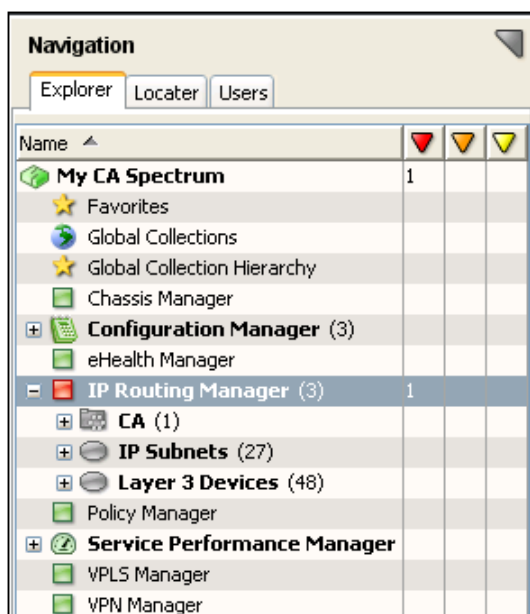 Navigation
Explorer Locater Users
Name
My CA Spectrum 1
Favorites
Global Collections
Global Collection Hierarchy
Chassis Manager
Configuration Manager (3)
eHealth Manager
IP Routing Manager (3) 1
CA (1)
IP Subnets (27)
Layer 3 Devices (48)
Policy Manager
Service Performance Manager
VPLS Manager
VPN Manager